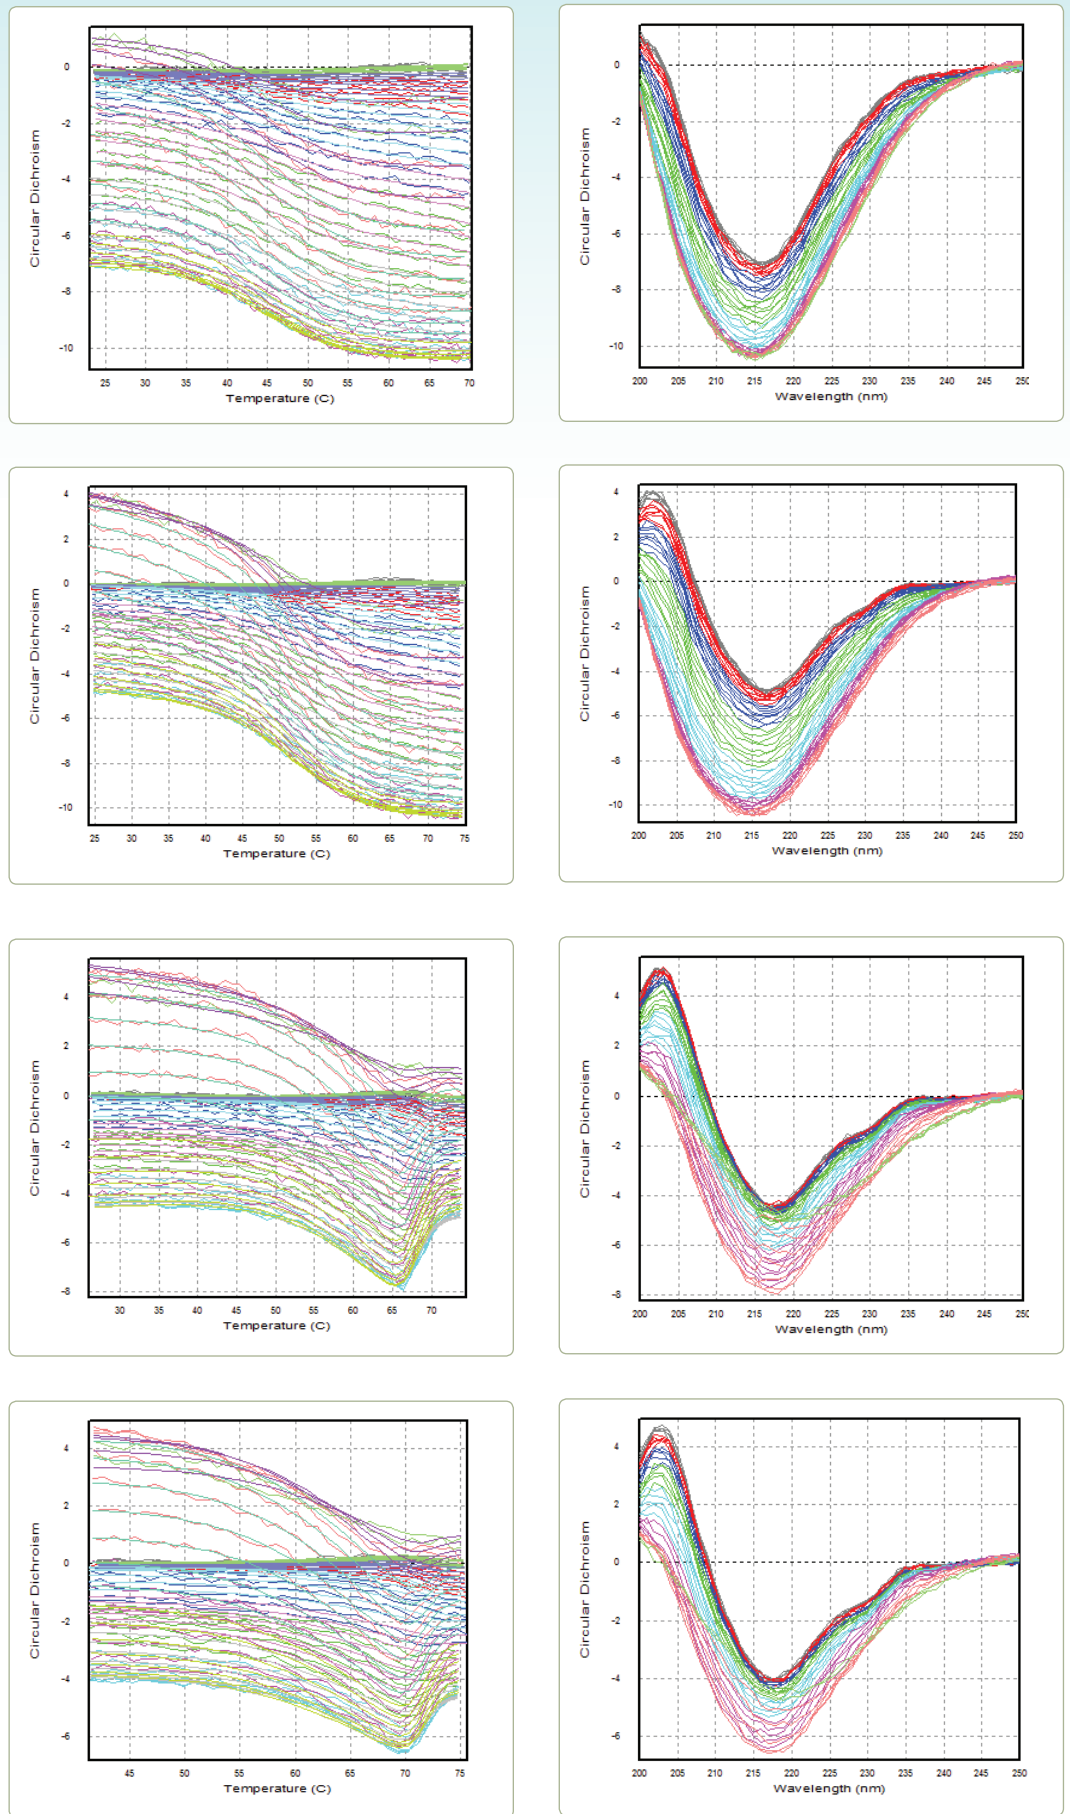 0
-2
-4
-6
-8
-10
Circular Dichroism
25 30 35 40 45 50 55 60 65 70
Temperature (C)
0
-2
-4
-6
-8
-10
Circular Dichroism
200 205 210 215 220 225 230 235 240 245 250
Wavelength (nm)
4
2
0
-2
-4
-6
-8
-10
Circular Dichroism
25 30 35 40 45 50 55 60 65 70 75
Temperature (C)
4
2
0
-2
-4
-6
-8
-10
Circular Dichroism
200 205 210 215 220 225 230 235 240 245 250
Wavelength (nm)
4
2
0
-2
-4
-6
-8
Circular Dichroism
30 35 40 45 50 55 60 65 70
Temperature (C)
4
2
0
-2
-4
-6
-8
Circular Dichroism
200 205 210 215 220 225 230 235 240 245 250
Wavelength (nm)
4
2
0
-2
-4
-6
Circular Dichroism
45 50 55 60 65 70 75
Temperature (C)
4
2
0
-2
-4
-6
Circular Dichroism
200 205 210 215 220 225 230 235 240 245 250
Wavelength (nm)